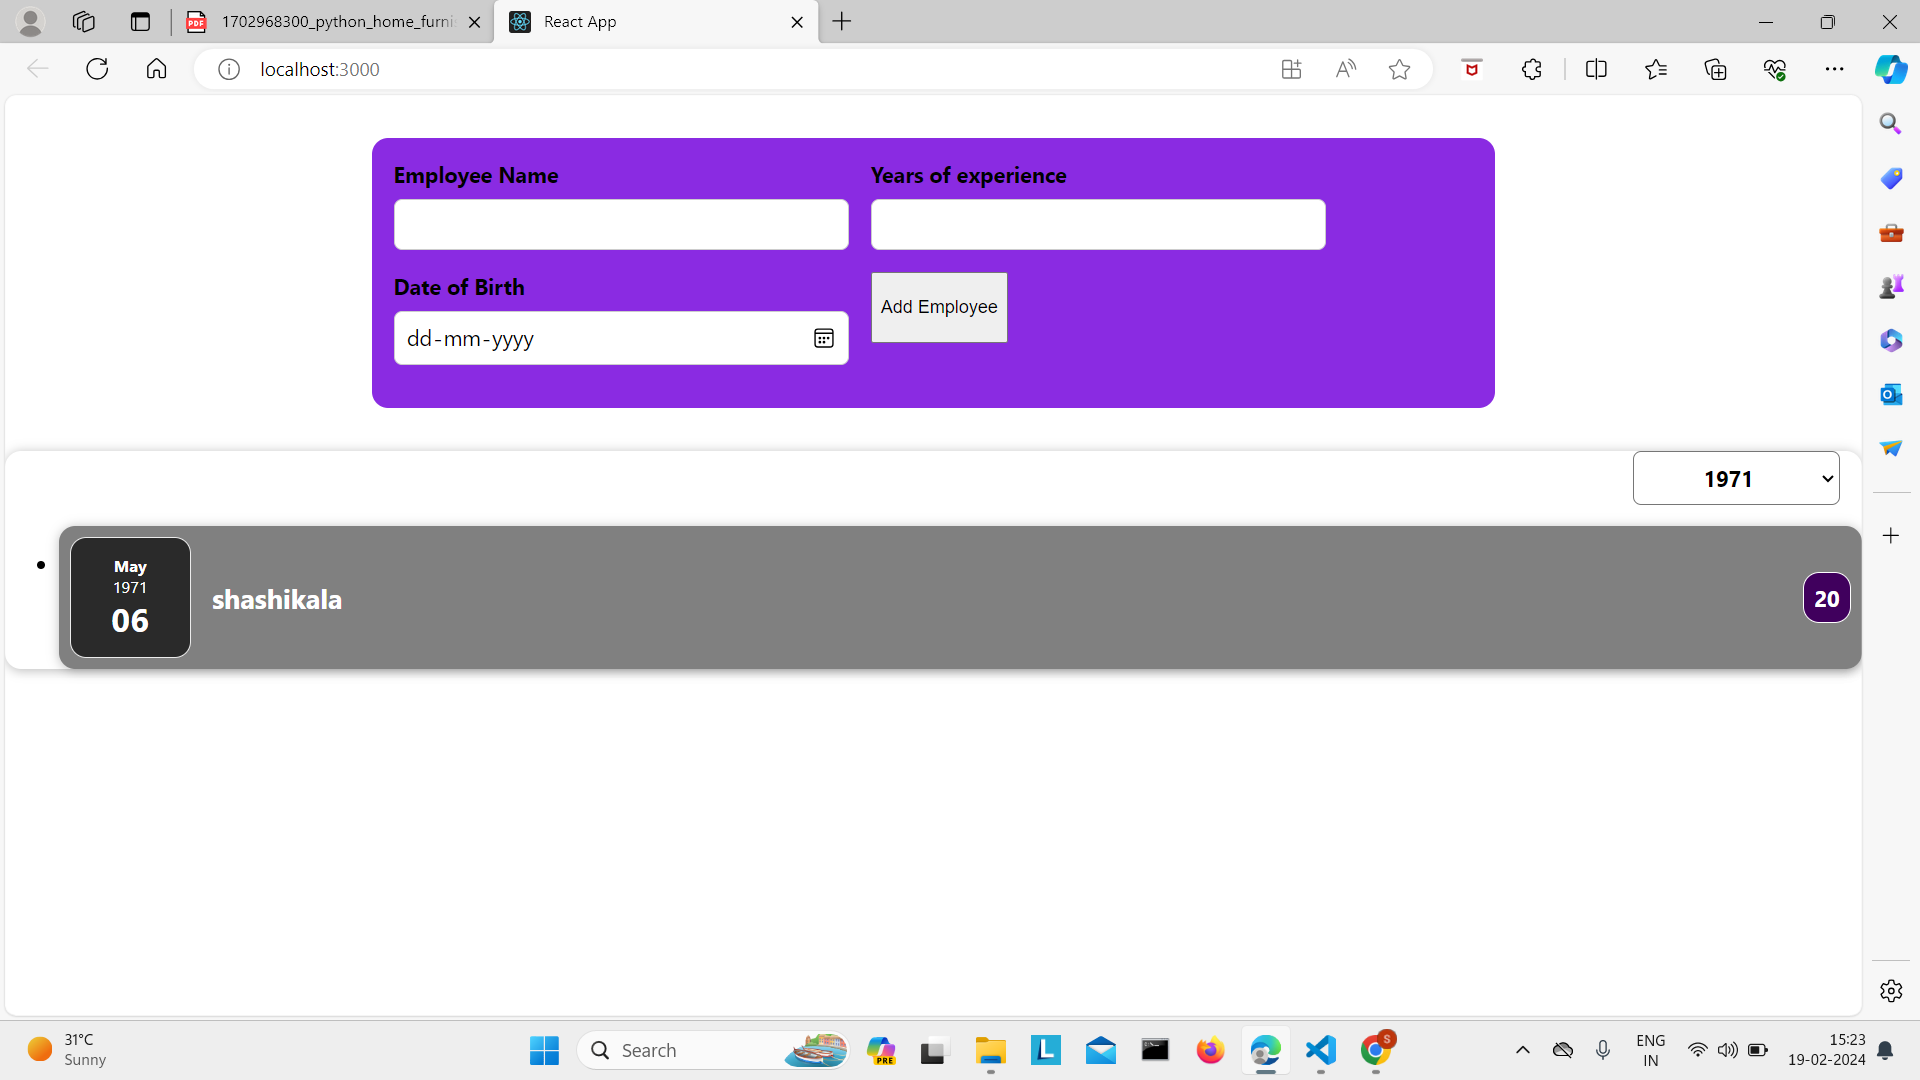 1702968300_python_home_furni
React App
localhost:3000
Employee Name
Years of experience
Date of Birth
dd-mm-yyyy
Add Employee
1971
May
1971
06
shashikala
20
31°C
Sunny
Search
PRE
S
ENG
IN
15:23
19-02-2024